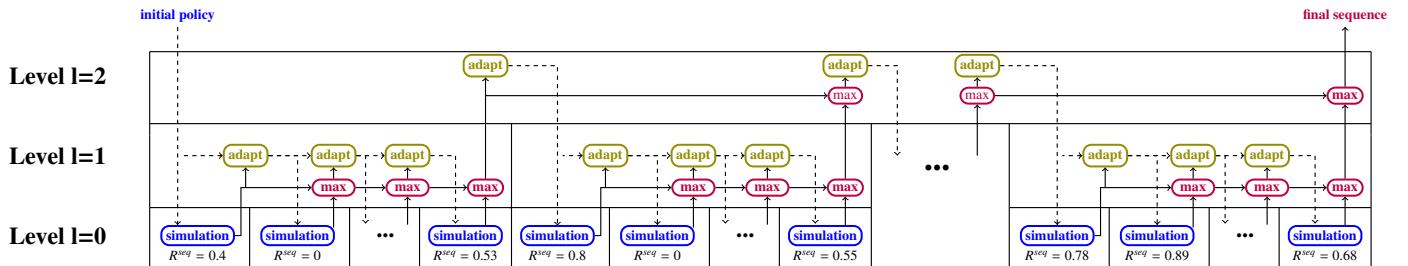 initial policy final sequence
Level l=2 adapt adapt adapt
max max max
Level l=1 adapt adapt adapt adapt adapt adapt ••• adapt adapt adapt
max max max max max max max max max
Level l=0 simulation simulation ••• simulation simulation simulation ••• simulation simulation simulation ••• simulation
R^seq = 0.4 R^seq = 0 R^seq = 0.53 R^seq = 0.8 R^seq = 0 R^seq = 0.55 R^seq = 0.78 R^seq = 0.89 R^seq = 0.68